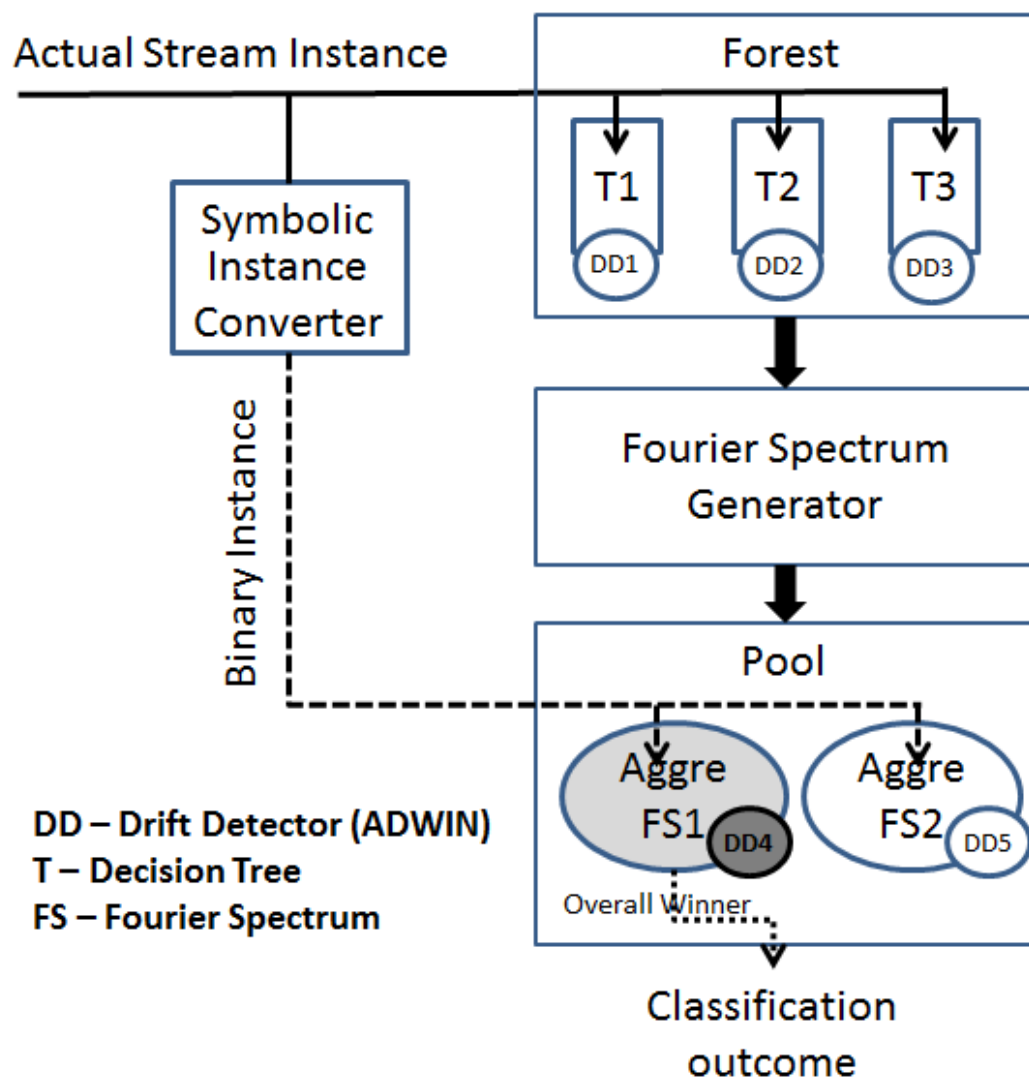 Actual Stream Instance
Forest
T1
T2
T3
DD1
DD2
DD3
Symbolic
Instance
Converter
Binary Instance
Fourier Spectrum
Generator
Pool
Aggre
FS1
DD4
Aggre
FS2
DD5
Overall Winner
DD – Drift Detector (ADWIN)
T – Decision Tree
FS – Fourier Spectrum
Classification
outcome